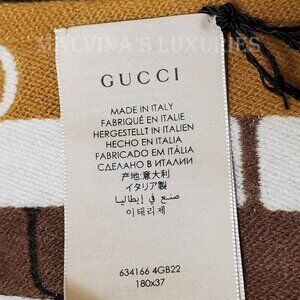 MALVINA'S LUXURIES
GUCCI
MADE IN ITALY
FABRIQUÉ EN ITALIE
HERGESTELLT IN ITALIEN
HECHO EN ITALIA
FABRICADO EM ITÁLIA
СДЕЛАНО В ИТАЛИИ
产地:意大利
イタリア製
صنع في إيطاليا
이태리제
634166 4GB22
180x37